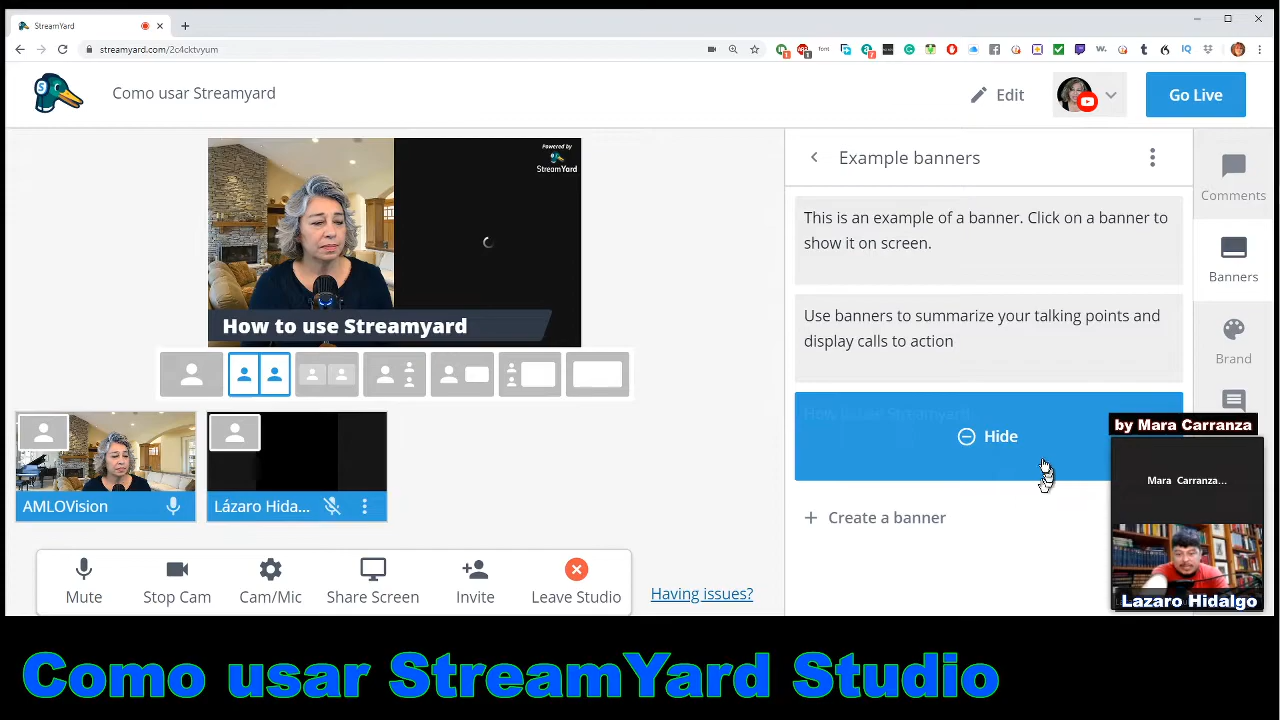 StreamYard
streamyard.com/2c4cktvyum
Como usar Streamyard
Edit
Go Live
Powered by
StreamYard
How to use Streamyard
Example banners
This is an example of a banner. Click on a banner to
show it on screen.
Use banners to summarize your talking points and
display calls to action
How to use Streamyard
Hide
Create a banner
Comments
Banners
Brand
AMLOVision
Lázaro Hida...
by Mara Carranza
Mara Carranza...
Lazaro Hidalgo
Mute
Stop Cam
Cam/Mic
Share Screen
Invite
Leave Studio
Having issues?
Como usar StreamYard Studio